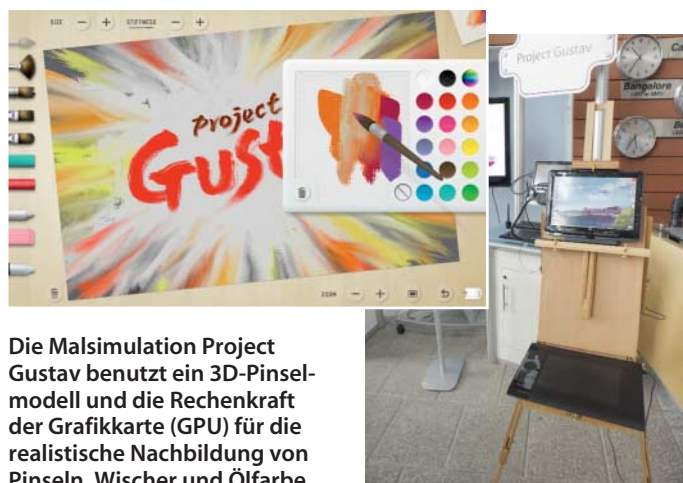 SIZE − + STIFFNESS − +
Project
Gust
ZOOM − +
Project Gustav
Bangalore
Die Malsimulation Project
Gustav benutzt ein 3D-Pinsel-
modell und die Rechenkraft
der Grafikkarte (GPU) für die
realistische Nachbildung von
Pinseln, Wischer und Ölfarbe.